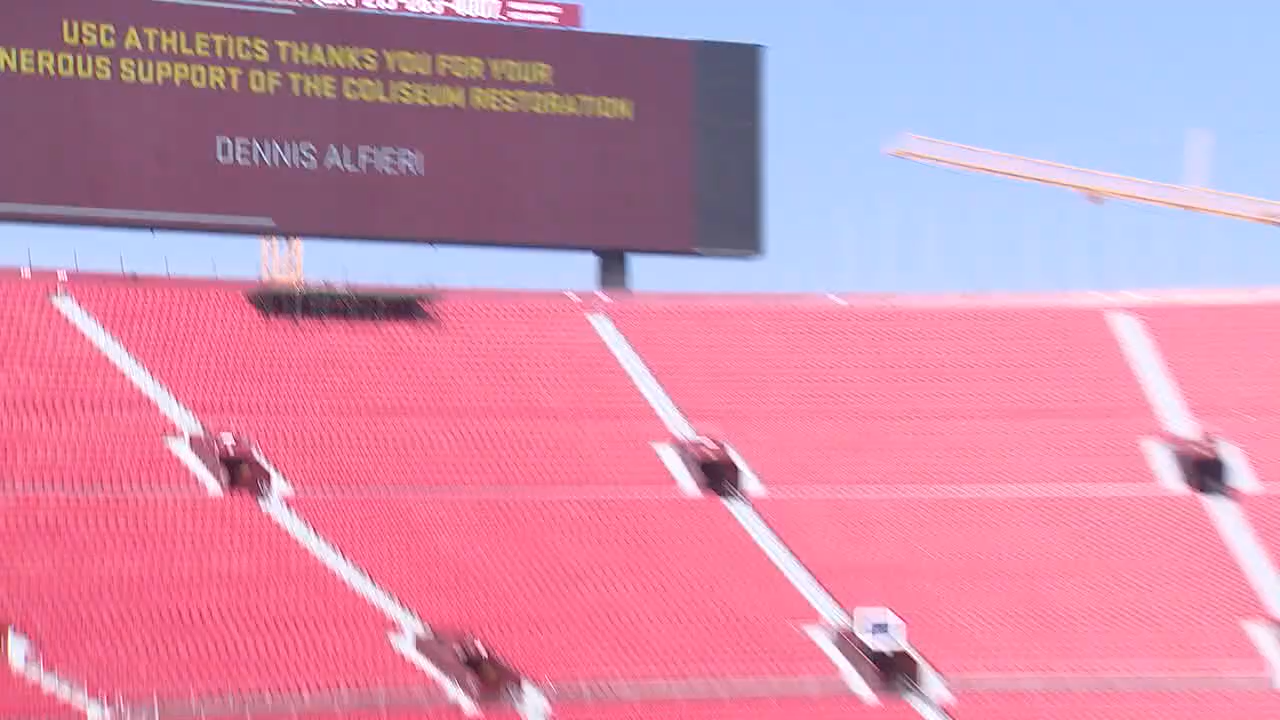 USC ATHLETICS THANKS YOU FOR YOUR
NEROUS SUPPORT OF THE COLISEUM RESTORATION
DENNIS ALFIERI